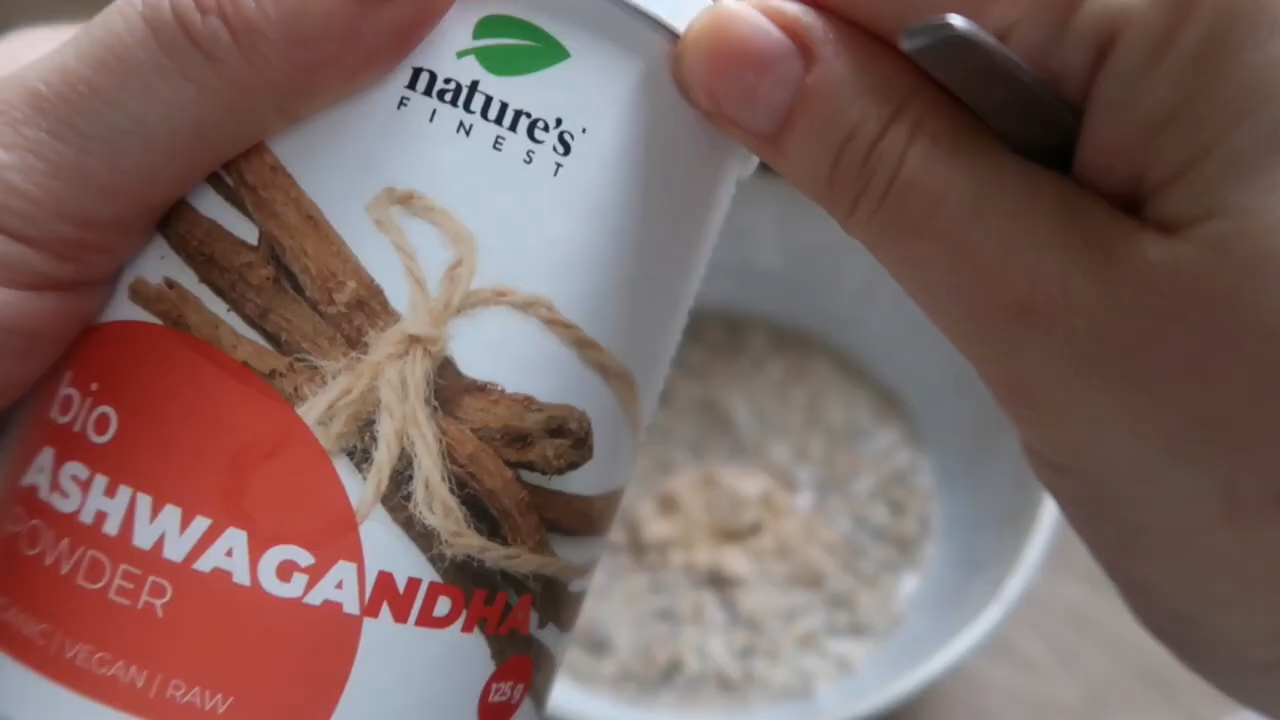 nature's
FINEST
bio
ASHWAGANDHA
POWDER
VEGAN | RAW
125 g